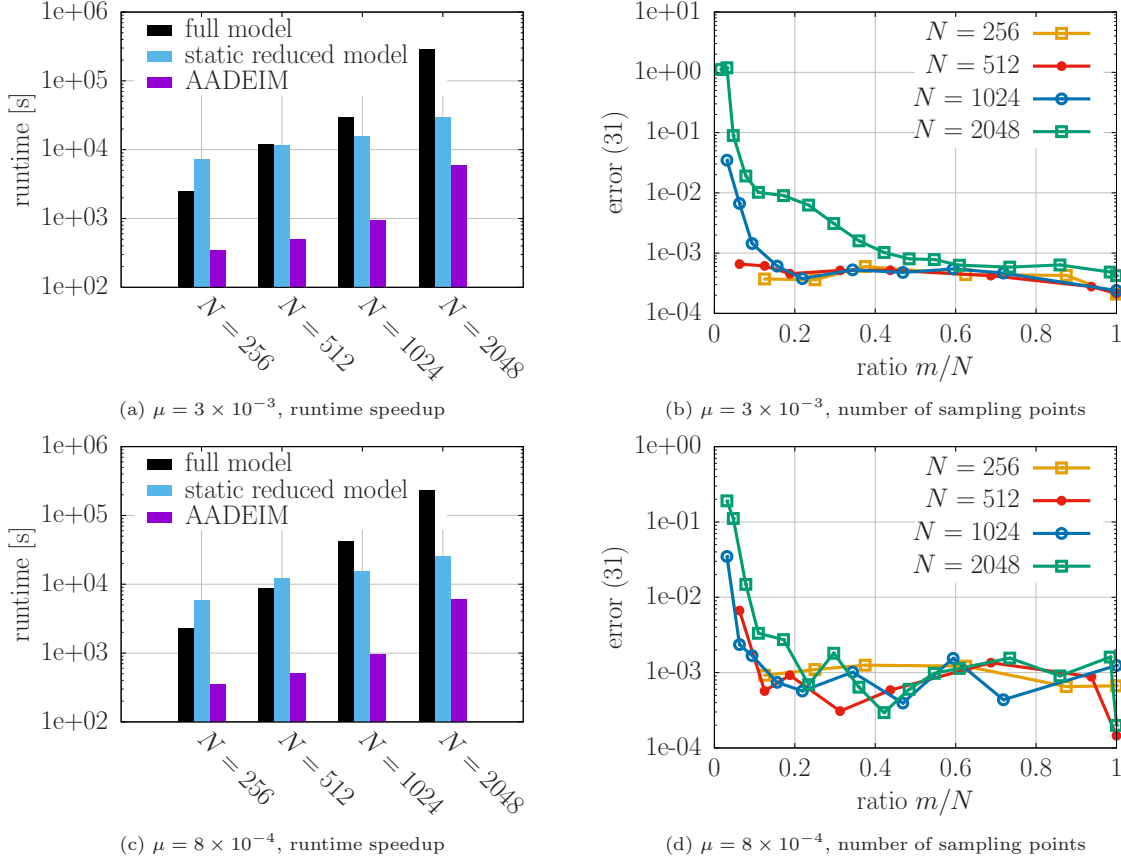 1e+06
1e+05
1e+04
1e+03
1e+02
runtime [s]
full model
static reduced model
AADEIM
N = 256
N = 512
N = 1024
N = 2048
(a) μ = 3 × 10⁻³, runtime speedup
1e+01
1e+00
1e-01
1e-02
1e-03
1e-04
error (31)
N = 256
N = 512
N = 1024
N = 2048
0 0.2 0.4 0.6 0.8 1
ratio m/N
(b) μ = 3 × 10⁻³, number of sampling points
1e+06
1e+05
1e+04
1e+03
1e+02
runtime [s]
full model
static reduced model
AADEIM
N = 256
N = 512
N = 1024
N = 2048
(c) μ = 8 × 10⁻⁴, runtime speedup
1e+00
1e-01
1e-02
1e-03
1e-04
error (31)
N = 256
N = 512
N = 1024
N = 2048
0 0.2 0.4 0.6 0.8 1
ratio m/N
(d) μ = 8 × 10⁻⁴, number of sampling points